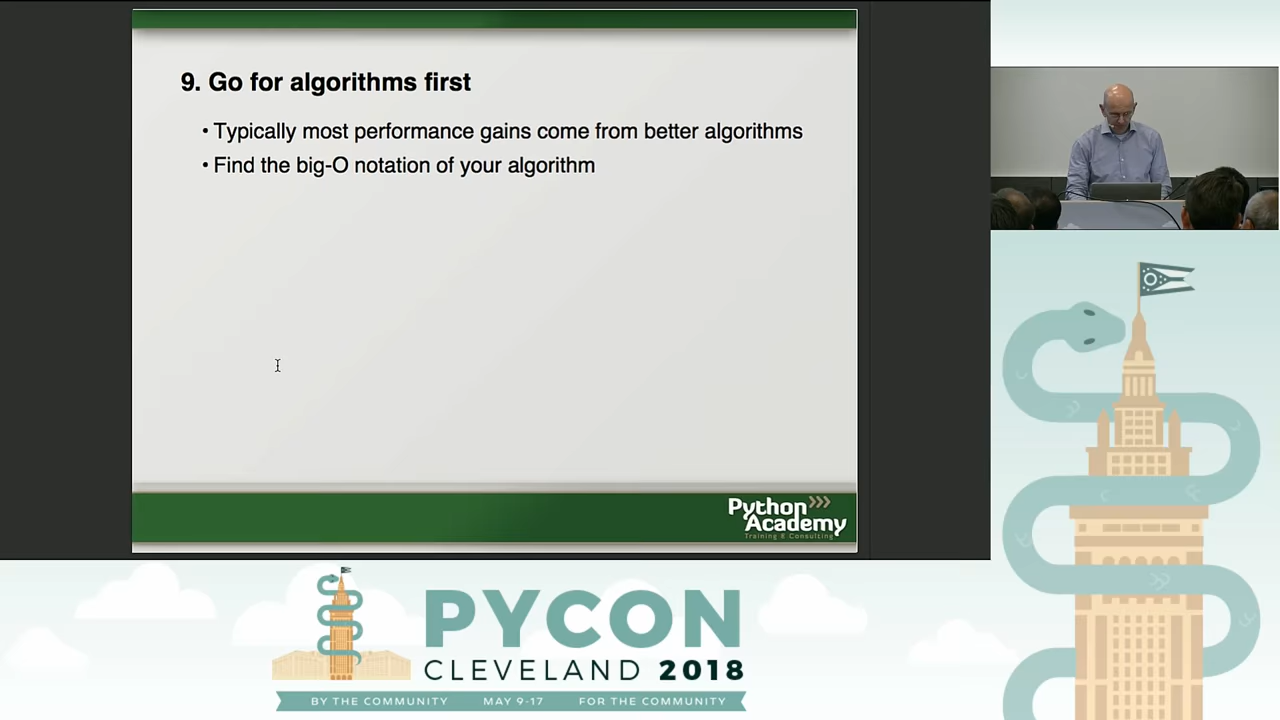 9. Go for algorithms first
• Typically most performance gains come from better algorithms
• Find the big-O notation of your algorithm
Python
Academy
Training & Consulting
PYCON
CLEVELAND 2018
BY THE COMMUNITY MAY 9-17 FOR THE COMMUNITY